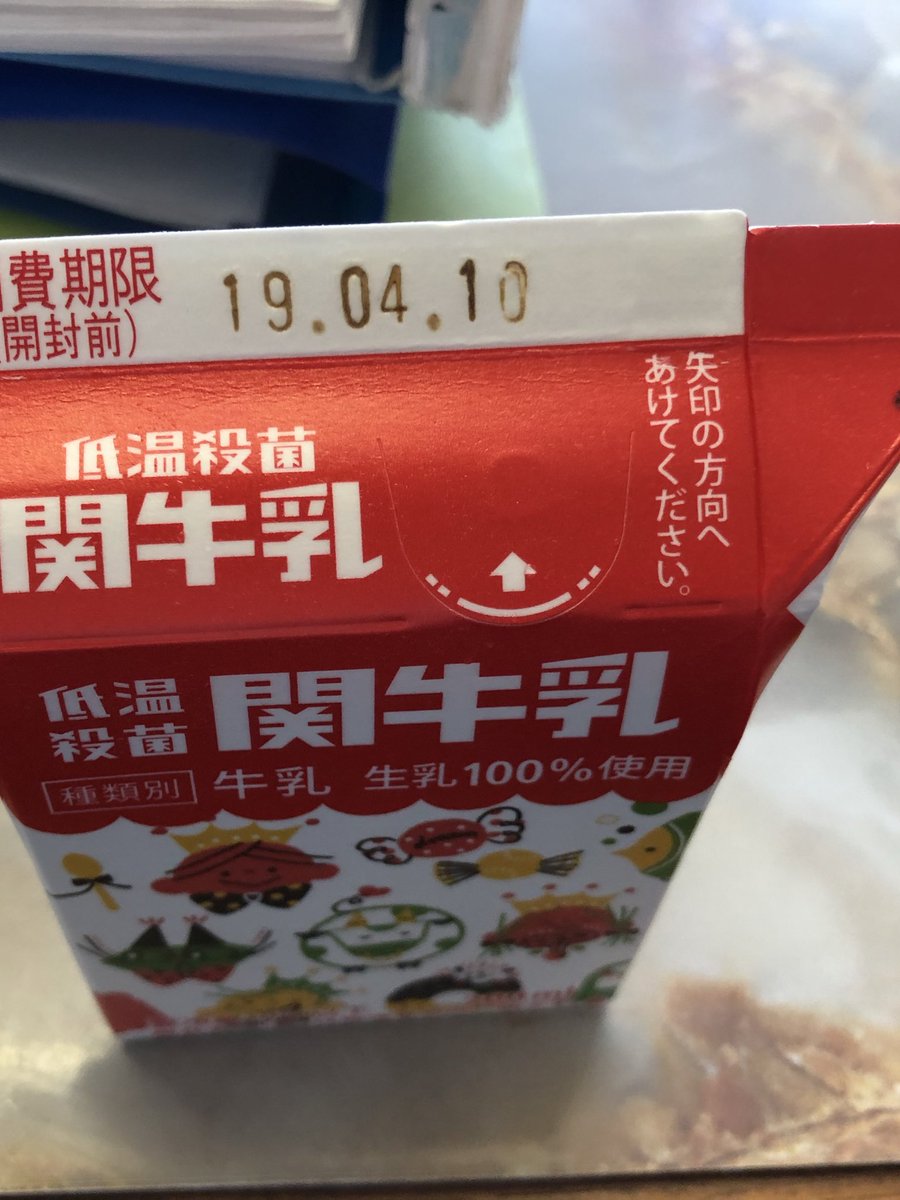 費期限 19.04.10
(開封前)
矢印の方向へ
あけてください。
低温殺菌
関牛乳
低温
殺菌
関牛乳
種類別 牛乳 生乳100%使用